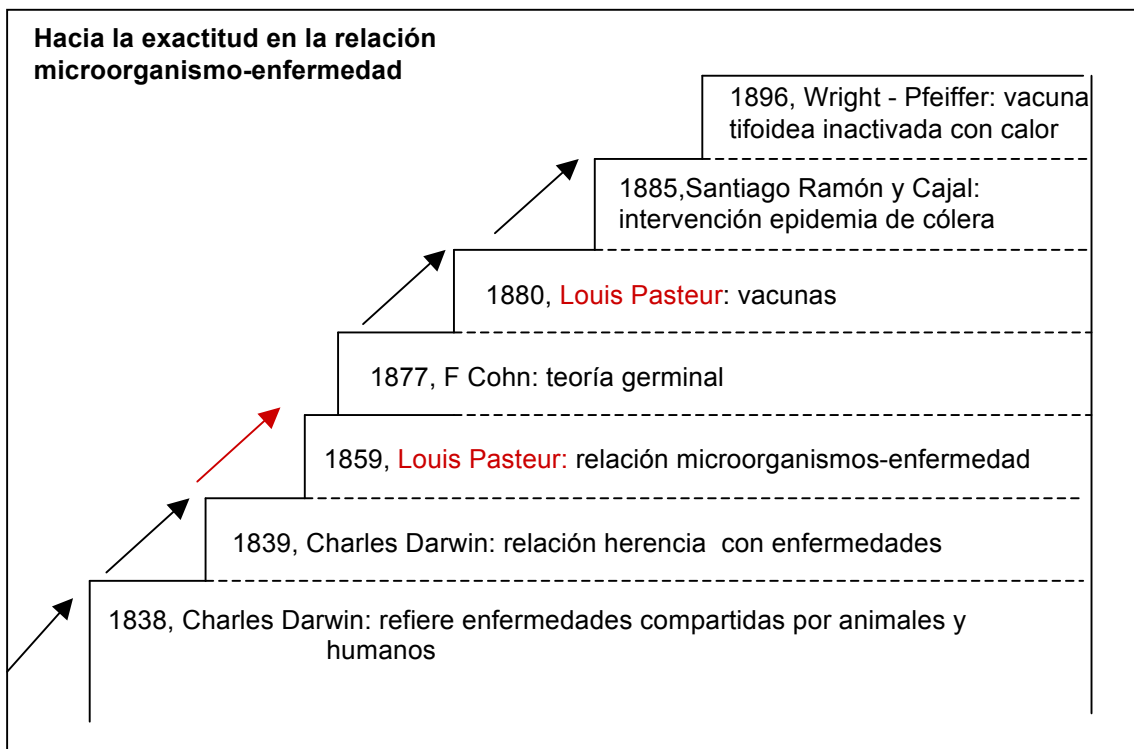 Hacia la exactitud en la relación
microorganismo-enfermedad
1896, Wright - Pfeiffer: vacuna
tifoidea inactivada con calor
1885,Santiago Ramón y Cajal:
intervención epidemia de cólera
1880, Louis Pasteur: vacunas
1877, F Cohn: teoría germinal
1859, Louis Pasteur: relación microorganismos-enfermedad
1839, Charles Darwin: relación herencia  con enfermedades
1838, Charles Darwin: refiere enfermedades compartidas por animales y
humanos